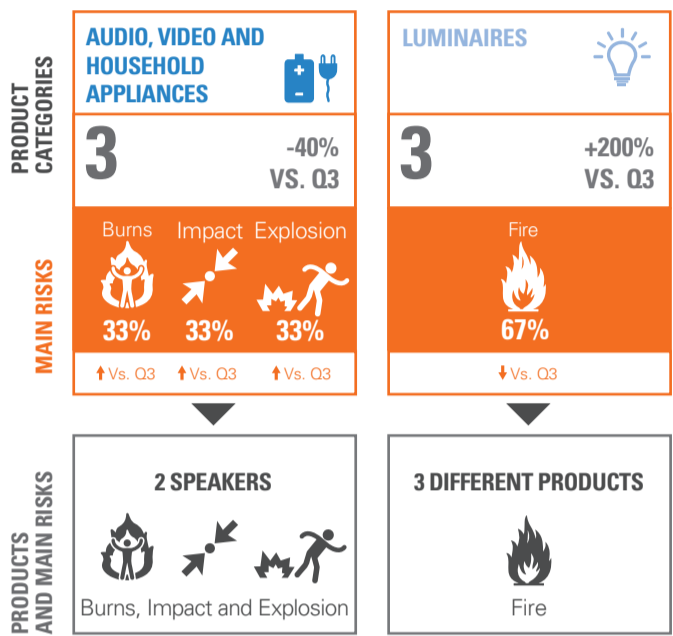 PRODUCT
CATEGORIES
AUDIO, VIDEO AND
HOUSEHOLD
APPLIANCES
3
-40%
VS. Q3
LUMINAIRES
3
+200%
VS. Q3
MAIN RISKS
Burns Impact Explosion
33% 33% 33%
Vs. Q3 Vs. Q3 Vs. Q3
Fire
67%
Vs. Q3
PRODUCTS
AND MAIN RISKS
2 SPEAKERS
Burns, Impact and Explosion
3 DIFFERENT PRODUCTS
Fire